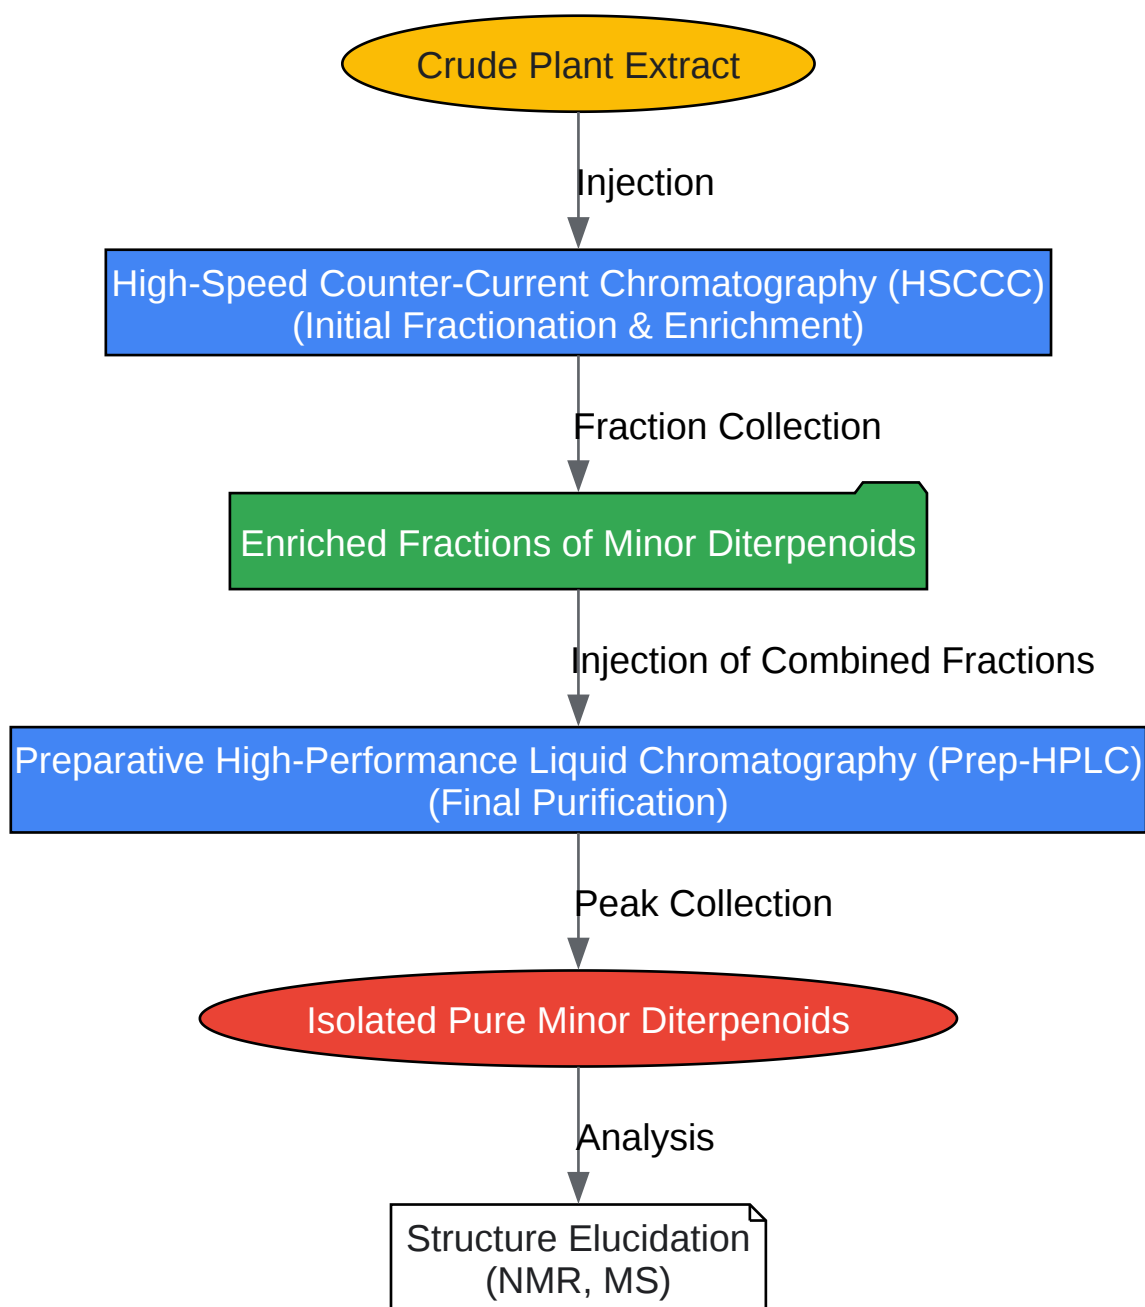 Crude Plant Extract
Injection
High-Speed Counter-Current Chromatography (HSCCC)
(Initial Fractionation & Enrichment)
Fraction Collection
Enriched Fractions of Minor Diterpenoids
Injection of Combined Fractions
Preparative High-Performance Liquid Chromatography (Prep-HPLC)
(Final Purification)
Peak Collection
Isolated Pure Minor Diterpenoids
Analysis
Structure Elucidation
(NMR, MS)